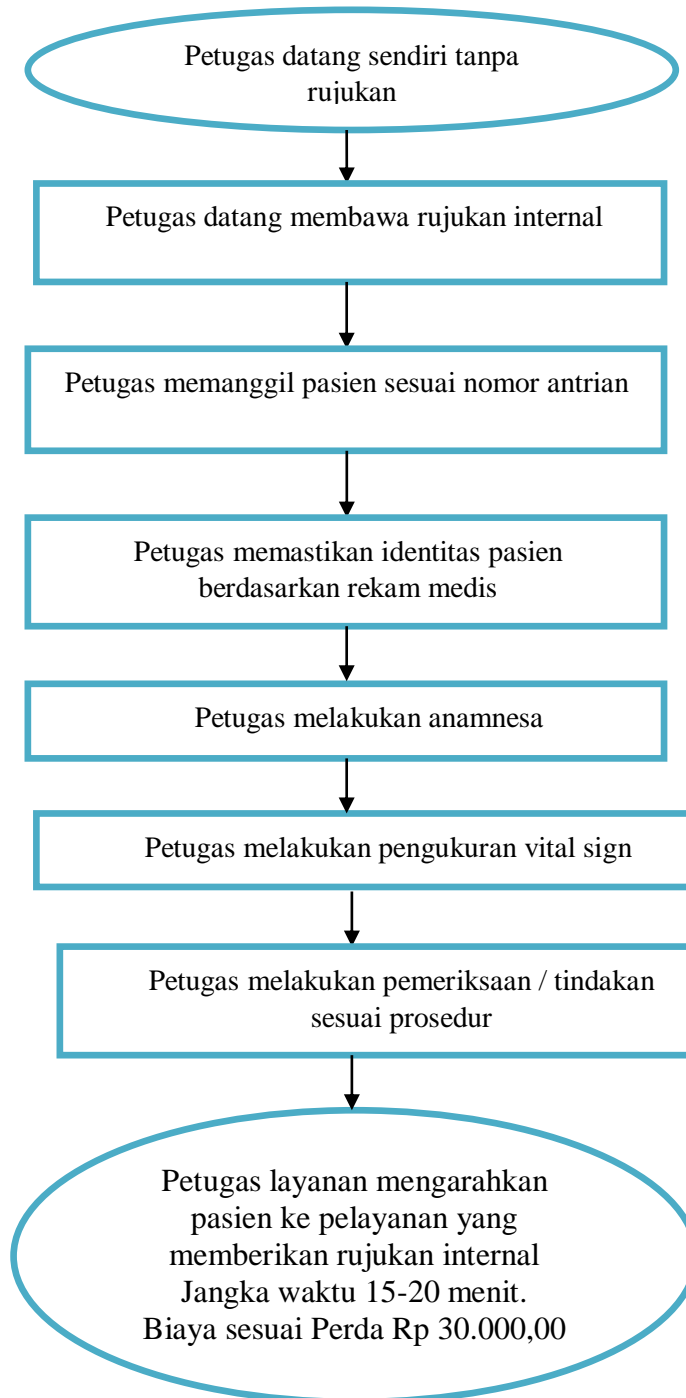 Petugas datang sendiri tanpa
rujukan
Petugas datang membawa rujukan internal
Petugas memanggil pasien sesuai nomor antrian
Petugas memastikan identitas pasien
berdasarkan rekam medis
Petugas melakukan anamnesa
Petugas melakukan pengukuran vital sign
Petugas melakukan pemeriksaan / tindakan
sesuai prosedur
Petugas layanan mengarahkan
pasien ke pelayanan yang
memberikan rujukan internal
Jangka waktu 15-20 menit.
Biaya sesuai Perda Rp 30.000,00